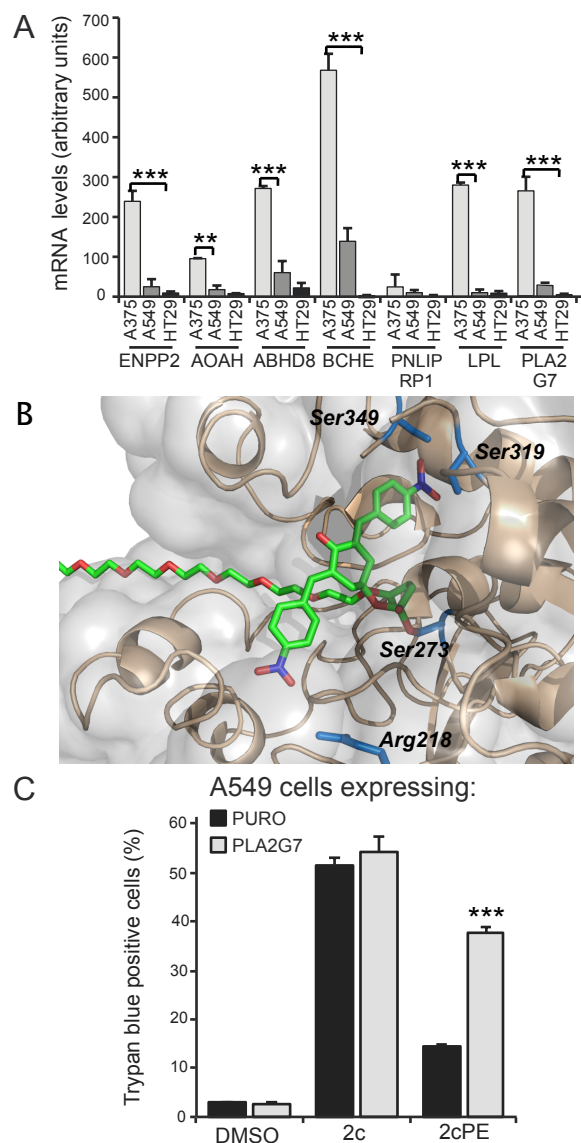 A
mRNA levels (arbitrary units)
700
600
500
400
300
200
100
0
***
**
***
***
***
***
A375 A549 HT29 A375 A549 HT29 A375 A549 HT29 A375 A549 HT29 A375 A549 HT29 A375 A549 HT29 A375 A549 HT29
ENPP2 AOAH ABHD8 BCHE PNLIP LPL PLA2
RP1 G7
B
Ser349
Ser319
Ser273
Arg218
C
A549 cells expressing:
PURO
PLA2G7
Trypan blue positive cells (%)
60
50
40
30
20
10
0
***
DMSO 2c 2cPE